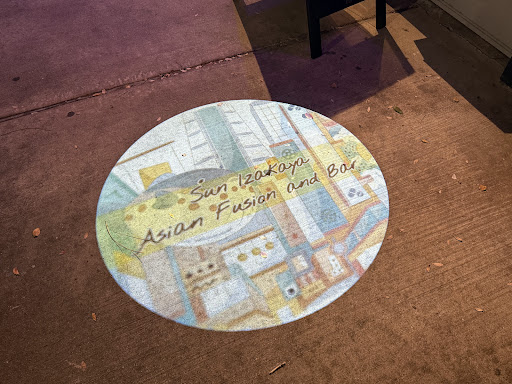 Sun Izakaya
Asian Fusion and Bar